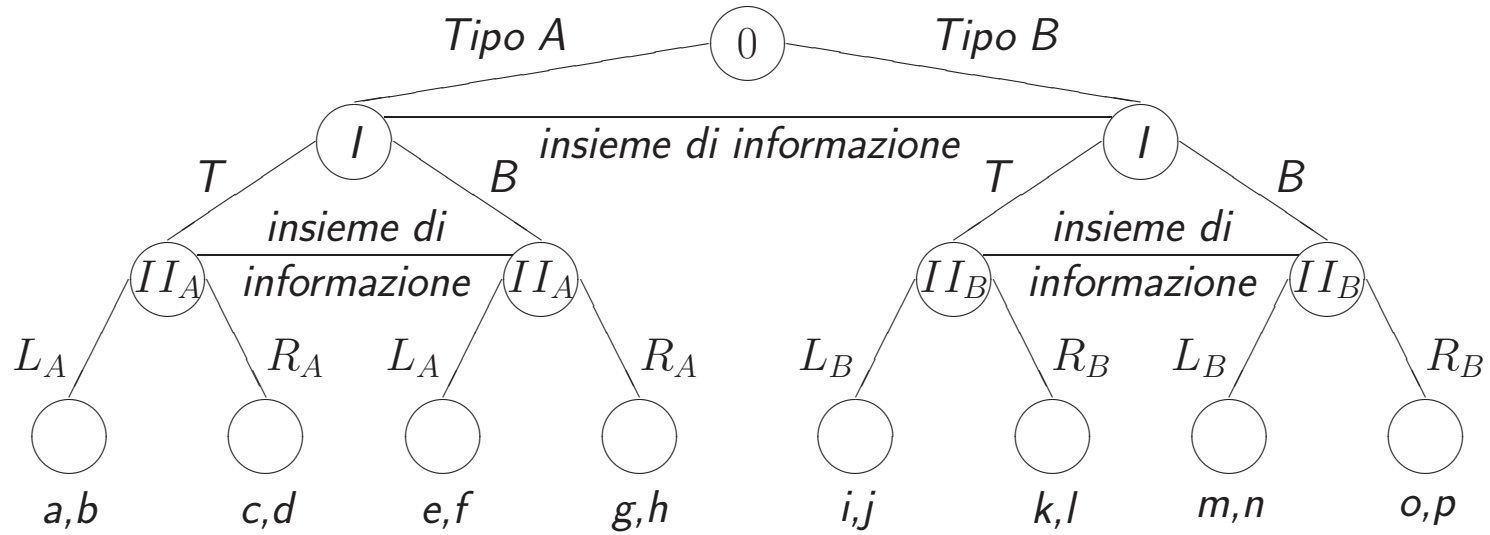 Tipo A 0 Tipo B
I insieme di informazione I
T B T B
insieme di insieme di
II_A informazione II_A II_B informazione II_B
L_A R_A L_A R_A L_B R_B L_B R_B
a,b c,d e,f g,h i,j k,l m,n o,p